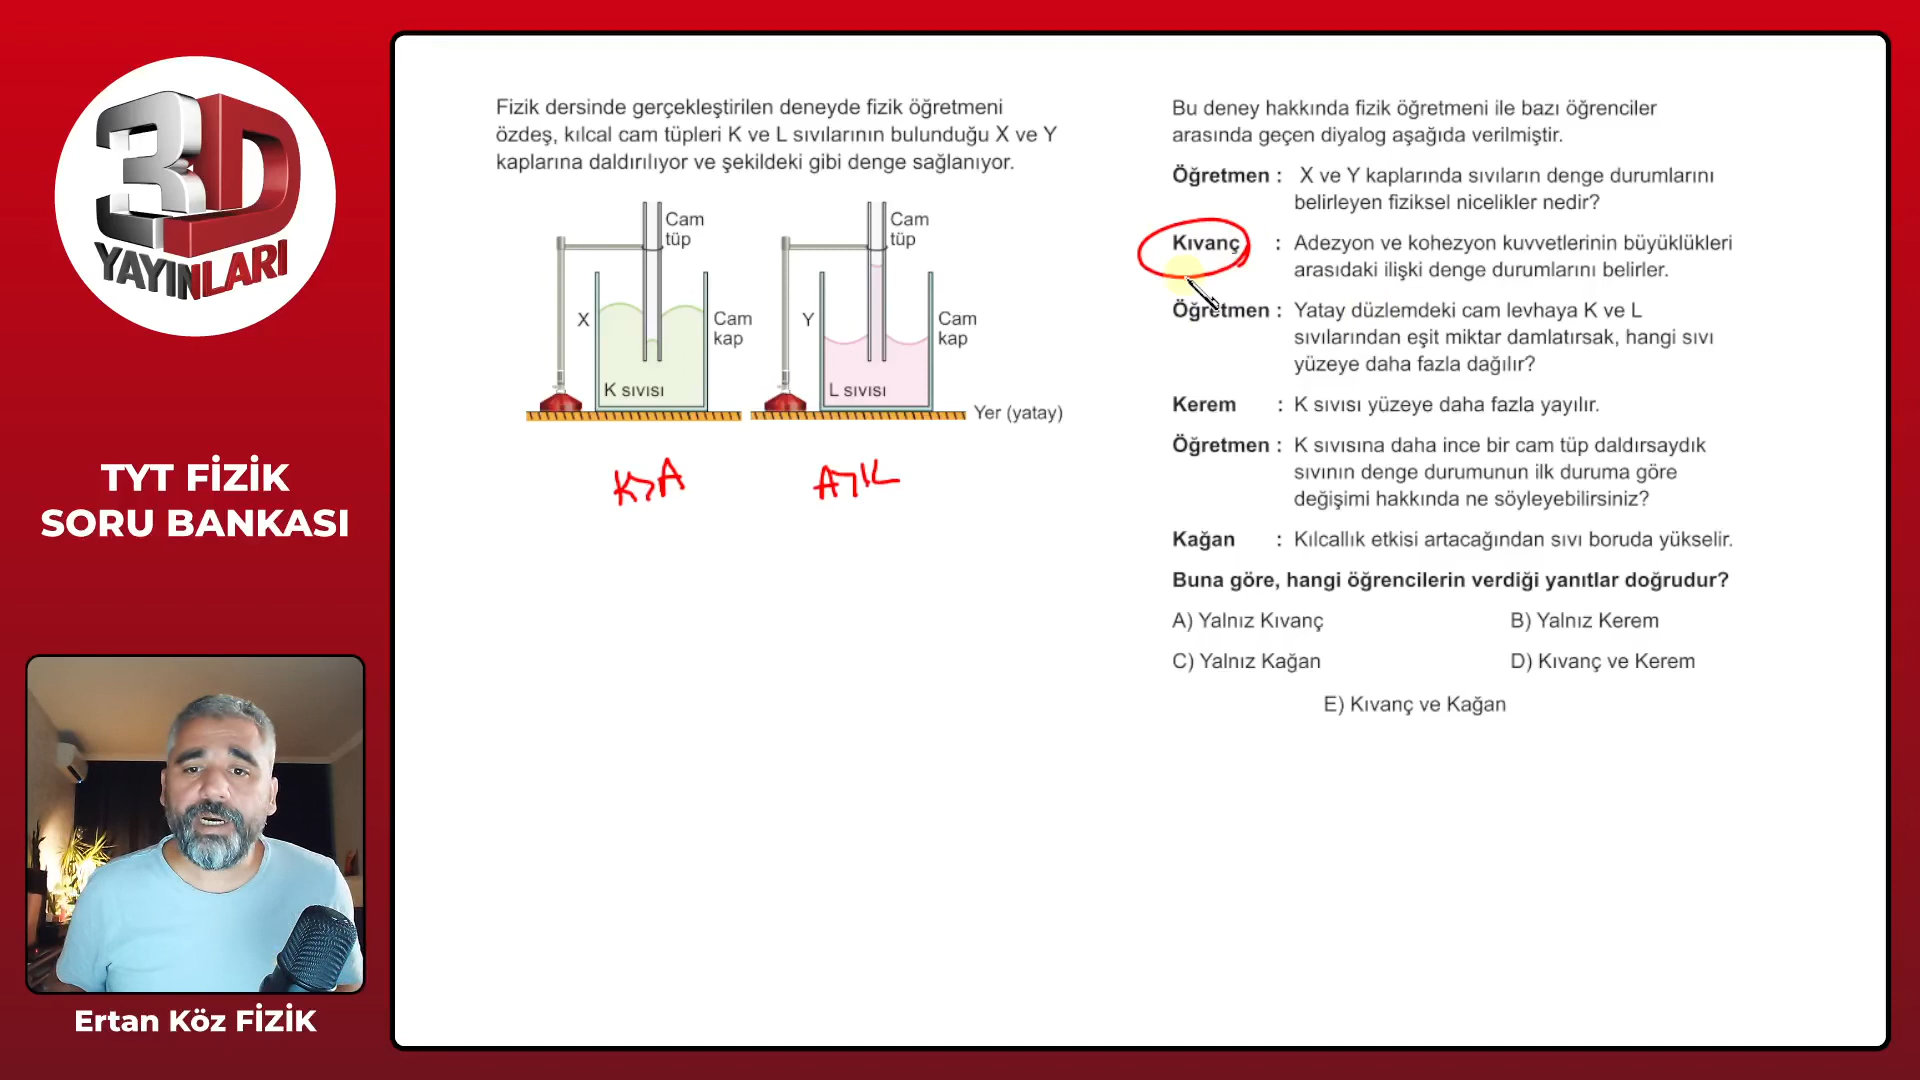 3D
YAYINLARI
TYT FİZİK
SORU BANKASI
Ertan Köz FİZİK
Fizik dersinde gerçekleştirilen deneyde fizik öğretmeni
özdeş, kılcal cam tüpleri K ve L sıvılarının bulunduğu X ve Y
kaplarına daldırılıyor ve şekildeki gibi denge sağlanıyor.
Cam
tüp
X
Cam
kap
K sıvısı
Cam
tüp
Y
Cam
kap
L sıvısı
Yer (yatay)
K>A
A>K
Bu deney hakkında fizik öğretmeni ile bazı öğrenciler
arasında geçen diyalog aşağıda verilmiştir.
Öğretmen : X ve Y kaplarında sıvıların denge durumlarını
belirleyen fiziksel nicelikler nedir?
Kıvanç : Adezyon ve kohezyon kuvvetlerinin büyüklükleri
arasıdaki ilişki denge durumlarını belirler.
Öğretmen : Yatay düzlemdeki cam levhaya K ve L
sıvılarından eşit miktar damlatırsak, hangi sıvı
yüzeye daha fazla dağılır?
Kerem : K sıvısı yüzeye daha fazla yayılır.
Öğretmen : K sıvısına daha ince bir cam tüp daldırsaydık
sıvının denge durumunun ilk duruma göre
değişimi hakkında ne söyleyebilirsiniz?
Kağan : Kılcallık etkisi artacağından sıvı boruda yükselir.
Buna göre, hangi öğrencilerin verdiği yanıtlar doğrudur?
A) Yalnız Kıvanç
B) Yalnız Kerem
C) Yalnız Kağan
D) Kıvanç ve Kerem
E) Kıvanç ve Kağan